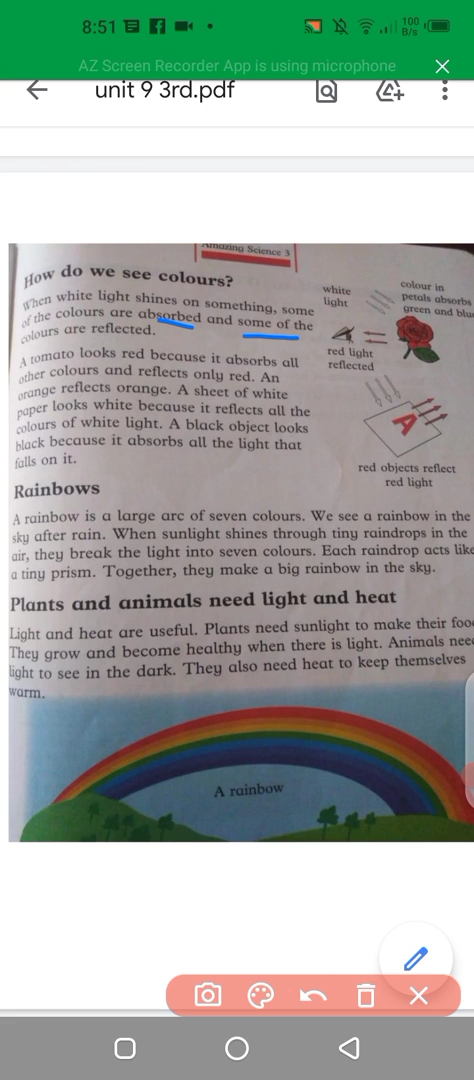 8:51
100
B/s
AZ Screen Recorder App is using microphone
unit 9 3rd.pdf
Amazing Science 3
How do we see colours?
When white light shines on something, some
of the colours are absorbed and some of the
colours are reflected.
white
light
colour in
petals absorbs
green and blu
red light
reflected
A tomato looks red because it absorbs all
other colours and reflects only red. An
orange reflects orange. A sheet of white
paper looks white because it reflects all the
colours of white light. A black object looks
black because it absorbs all the light that
falls on it.
A
red objects reflect
red light
Rainbows
A rainbow is a large arc of seven colours. We see a rainbow in the
sky after rain. When sunlight shines through tiny raindrops in the
air, they break the light into seven colours. Each raindrop acts like
a tiny prism. Together, they make a big rainbow in the sky.
Plants and animals need light and heat
Light and heat are useful. Plants need sunlight to make their foo
They grow and become healthy when there is light. Animals nee
light to see in the dark. They also need heat to keep themselves
warm.
A rainbow